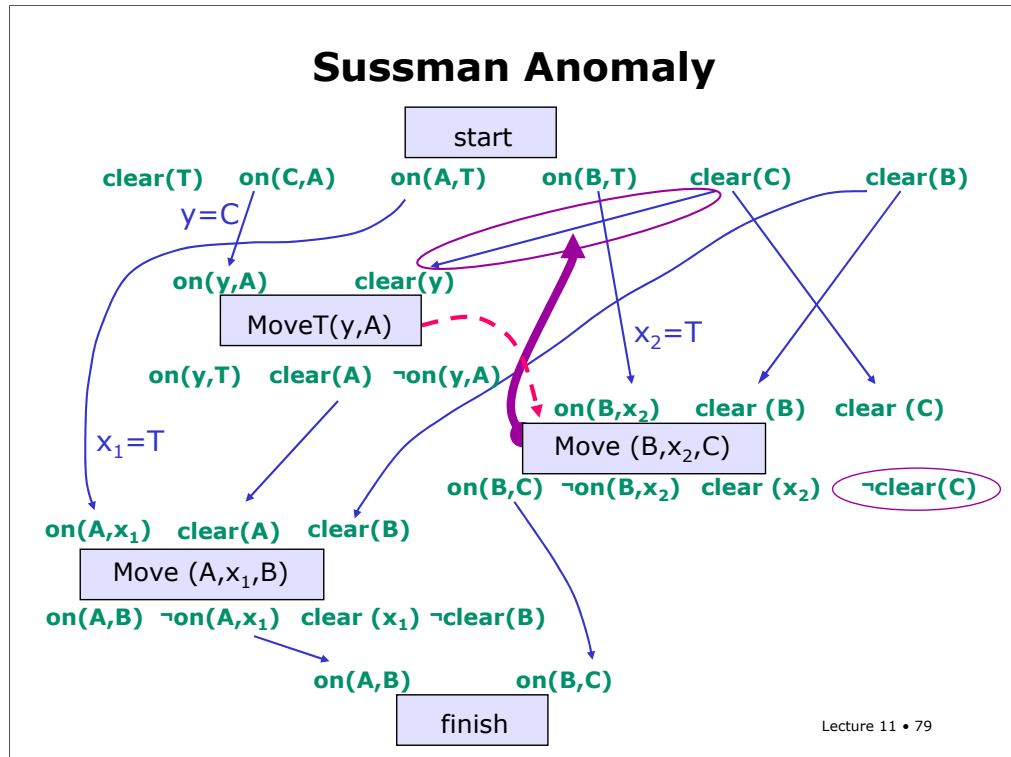 Sussman Anomaly
start
clear(T) on(C,A) on(A,T) on(B,T) clear(C) clear(B)
y=C
on(y,A) clear(y)
MoveT(y,A)
x₂=T
on(y,T) clear(A) ¬on(y,A)
on(B,x₂) clear (B) clear (C)
x₁=T
Move (B,x₂,C)
on(B,C) ¬on(B,x₂) clear (x₂) ¬clear(C)
on(A,x₁) clear(A) clear(B)
Move (A,x₁,B)
on(A,B) ¬on(A,x₁) clear (x₁) ¬clear(B)
on(A,B) on(B,C)
finish
Lecture 11 • 79